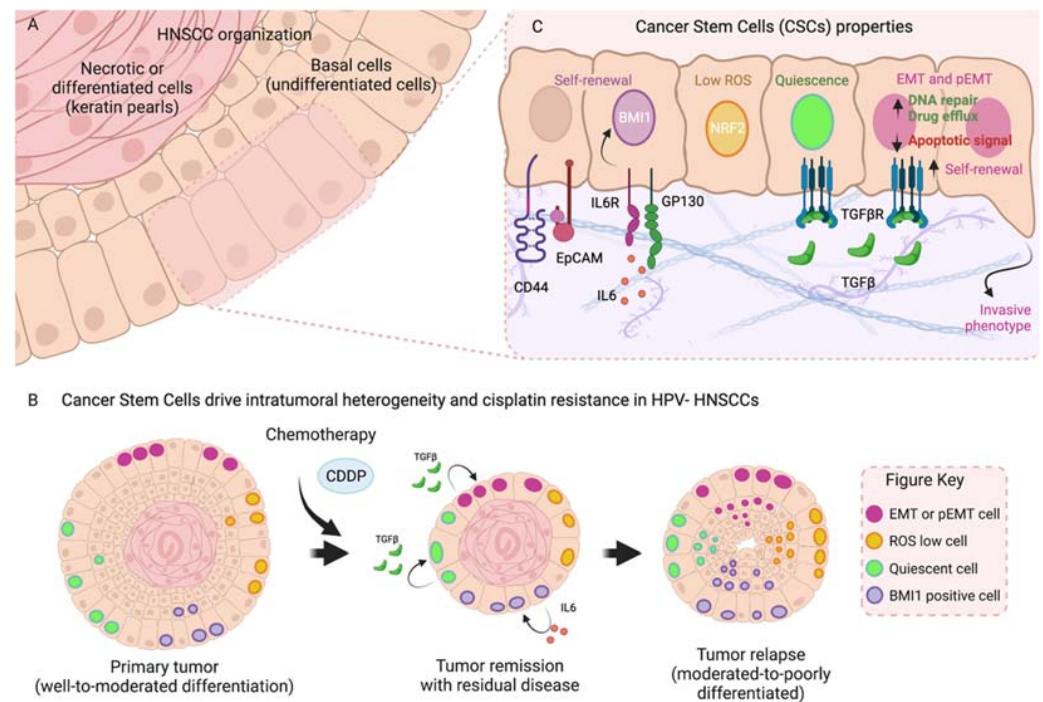 A
HNSCC organization
Necrotic or
differentiated cells
(keratin pearls)
Basal cells
(undifferentiated cells)
C
Cancer Stem Cells (CSCs) properties
Self-renewal
Low ROS
Quiescence
EMT and pEMT
BMI1
NRF2
DNA repair
Drug efflux
Apoptotic signal
Self-renewal
IL6R
GP130
TGFβR
EpCAM
CD44
IL6
TGFβ
Invasive
phenotype
B
Cancer Stem Cells drive intratumoral heterogeneity and cisplatin resistance in HPV- HNSCCs
Chemotherapy
CDDP
TGFβ
TGFβ
IL6
Primary tumor
(well-to-moderated differentiation)
Tumor remission
with residual disease
Tumor relapse
(moderated-to-poorly
differentiated)
Figure Key
EMT or pEMT cell
ROS low cell
Quiescent cell
BMI1 positive cell